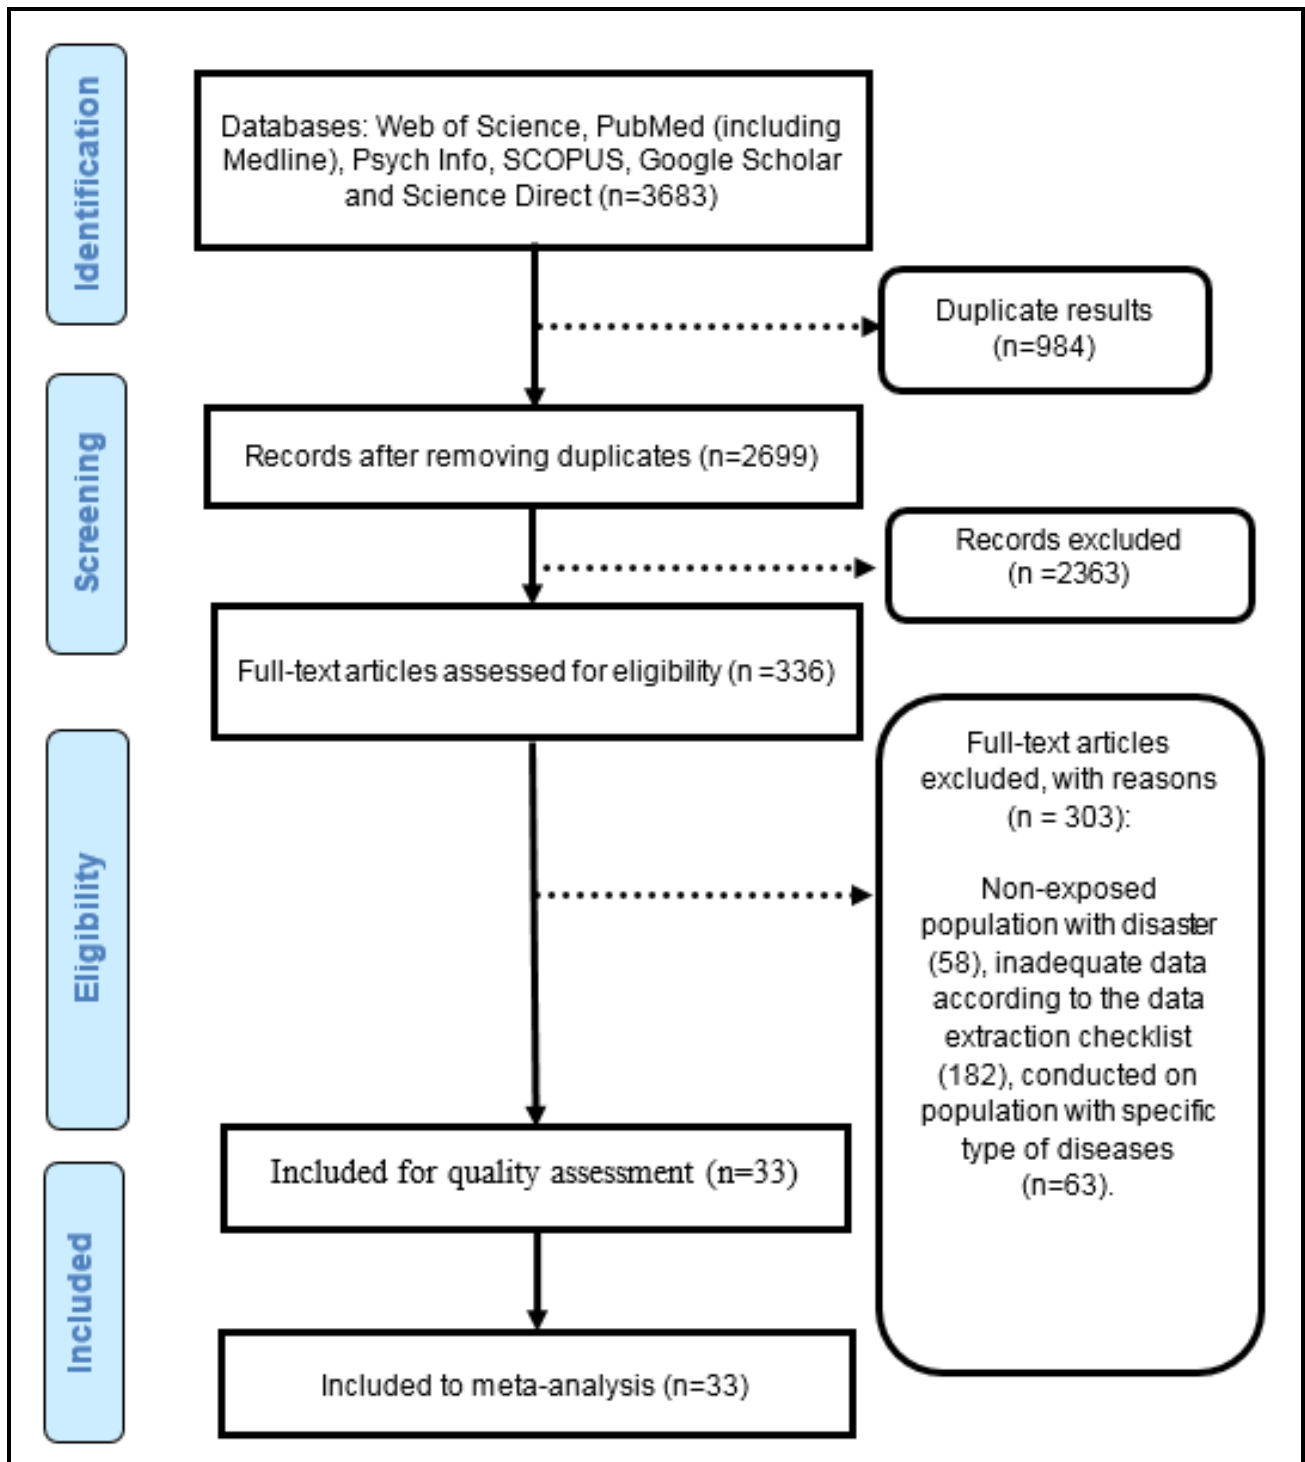 Identification
Databases: Web of Science, PubMed (including
Medline), Psych Info, SCOPUS, Google Scholar
and Science Direct (n=3683)
Duplicate results
(n=984)
Screening
Records after removing duplicates (n=2699)
Records excluded
(n =2363)
Full-text articles assessed for eligibility (n =336)
Eligibility
Full-text articles
excluded, with reasons
(n = 303):
Non-exposed
population with disaster
(58), inadequate data
according to the data
extraction checklist
(182), conducted on
population with specific
type of diseases
(n=63).
Included for quality assessment (n=33)
Included
Included to meta-analysis (n=33)